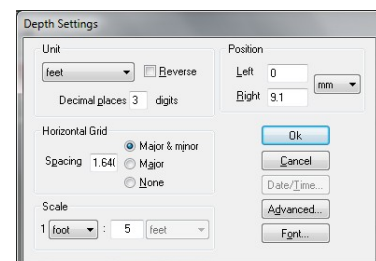 Depth Settings
Unit
feet Reverse
Decimal places 3 digits
Position
Left 0
Right 9.1
mm
Horizontal Grid
Spacing 1.64(
Major & minor
Major
None
Scale
1 foot : 5 feet
Ok
Cancel
Date/Time...
Advanced...
Font...